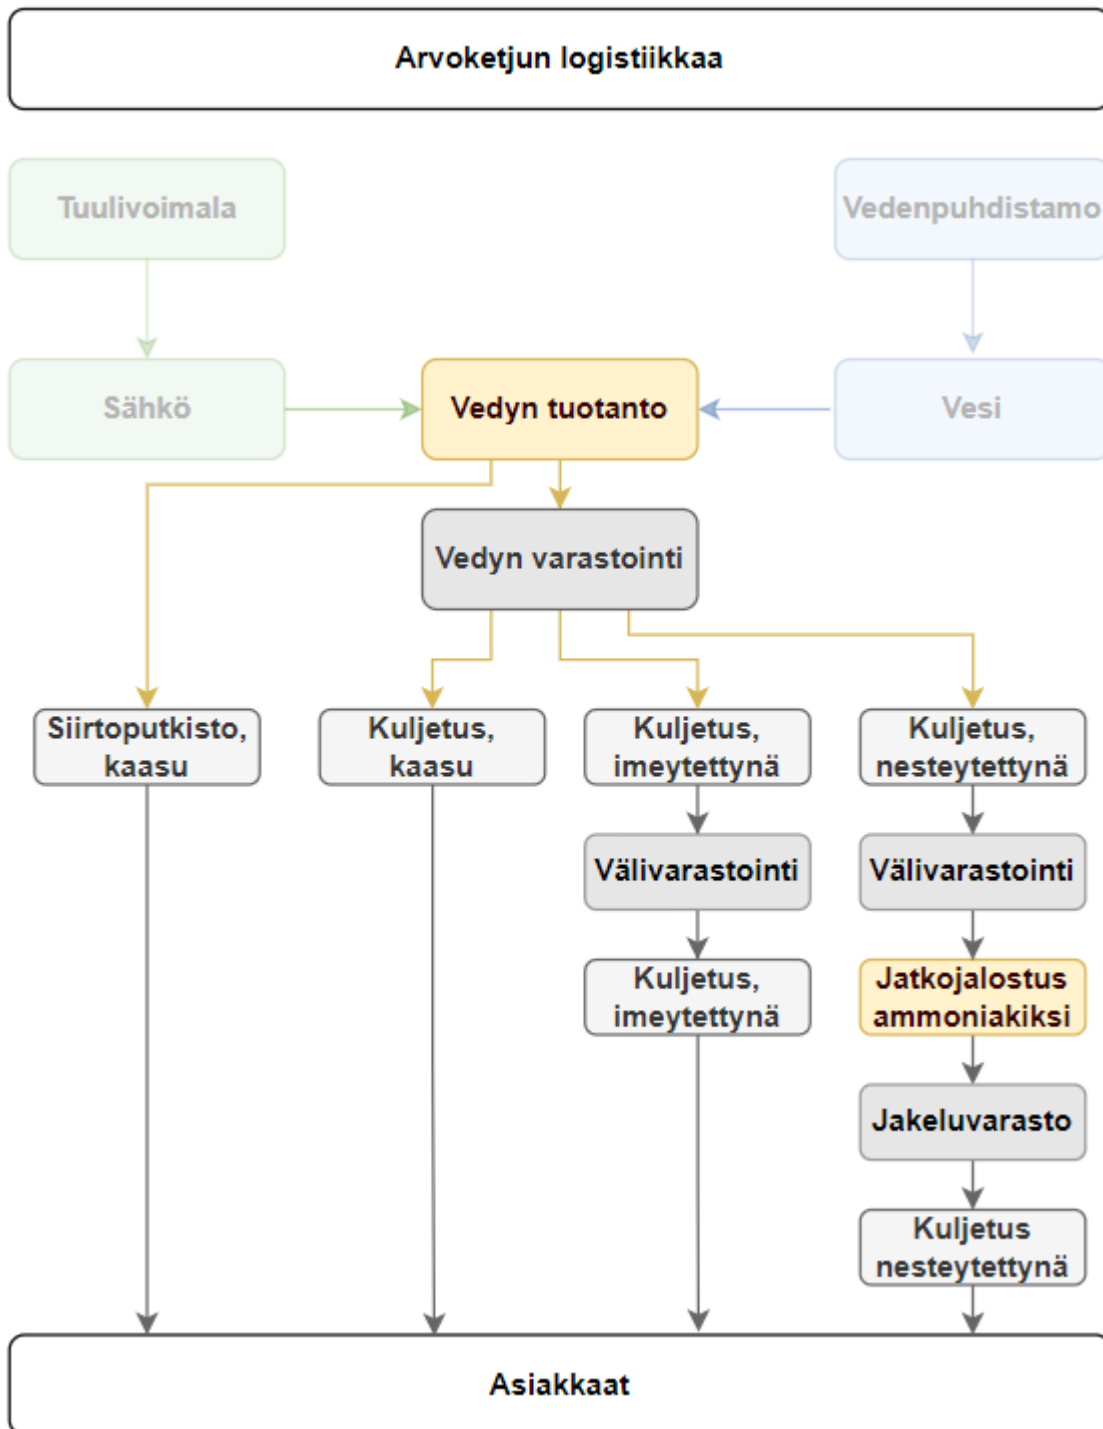 Arvoketjun logistiikkaa
Tuulivoimala
Vedenpuhdistamo
Sähkö
Vedyn tuotanto
Vesi
Vedyn varastointi
Siirtoputkisto,
kaasu
Kuljetus,
kaasu
Kuljetus,
imeytettynä
Kuljetus,
nesteytettynä
Välivarastointi
Välivarastointi
Kuljetus,
imeytettynä
Jatkojalostus
ammoniakiksi
Jakeluvarasto
Kuljetus
nesteytettynä
Asiakkaat